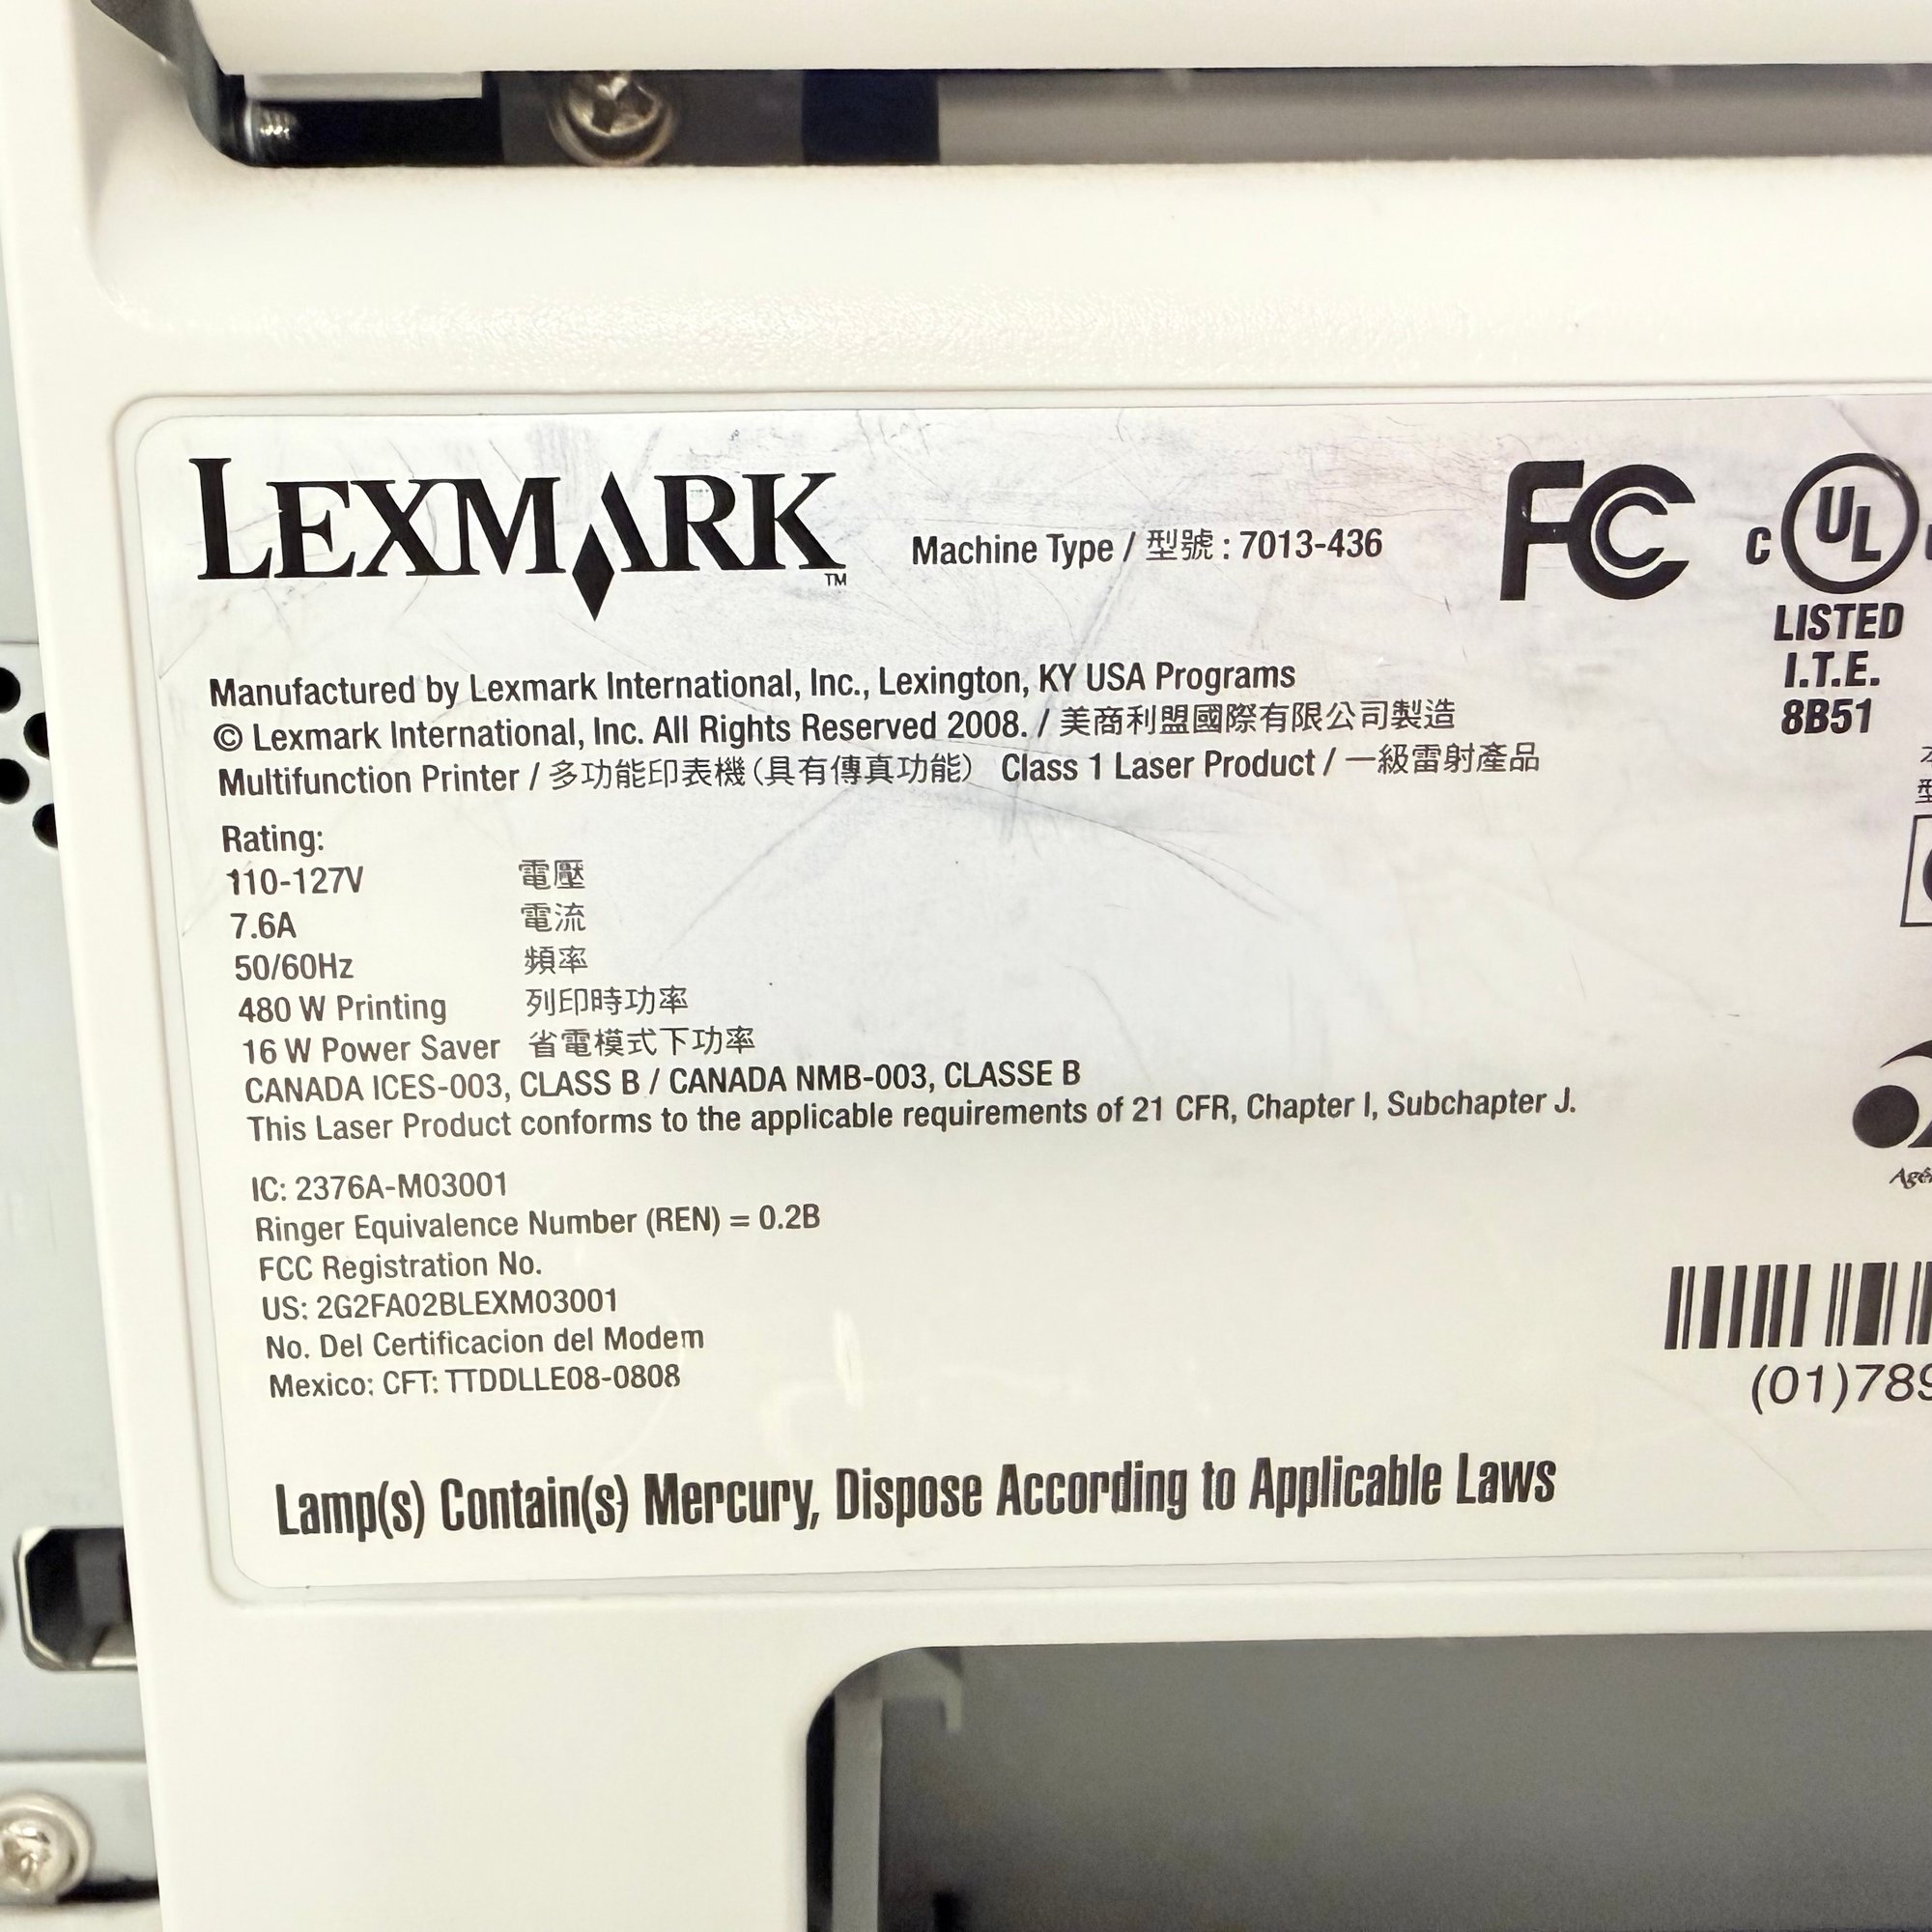 LEXMARK™ Machine Type / 型號 : 7013-436
FC
C UL
LISTED
I.T.E.
8B51
Manufactured by Lexmark International, Inc., Lexington, KY USA Programs
© Lexmark International, Inc. All Rights Reserved 2008. / 美商利盟國際有限公司製造
Multifunction Printer / 多功能印表機(具有傳真功能) Class 1 Laser Product / 一級雷射產品
Rating:
110-127V 電壓
7.6A 電流
50/60Hz 頻率
480 W Printing 列印時功率
16 W Power Saver 省電模式下功率
CANADA ICES-003, CLASS B / CANADA NMB-003, CLASSE B
This Laser Product conforms to the applicable requirements of 21 CFR, Chapter I, Subchapter J.
IC: 2376A-M03001
Ringer Equivalence Number (REN) = 0.2B
FCC Registration No.
US: 2G2FA02BLEXM03001
No. Del Certificacion del Modem
Mexico: CFT: TTDDLLE08-0808
(01)789
Lamp(s) Contain(s) Mercury, Dispose According to Applicable Laws